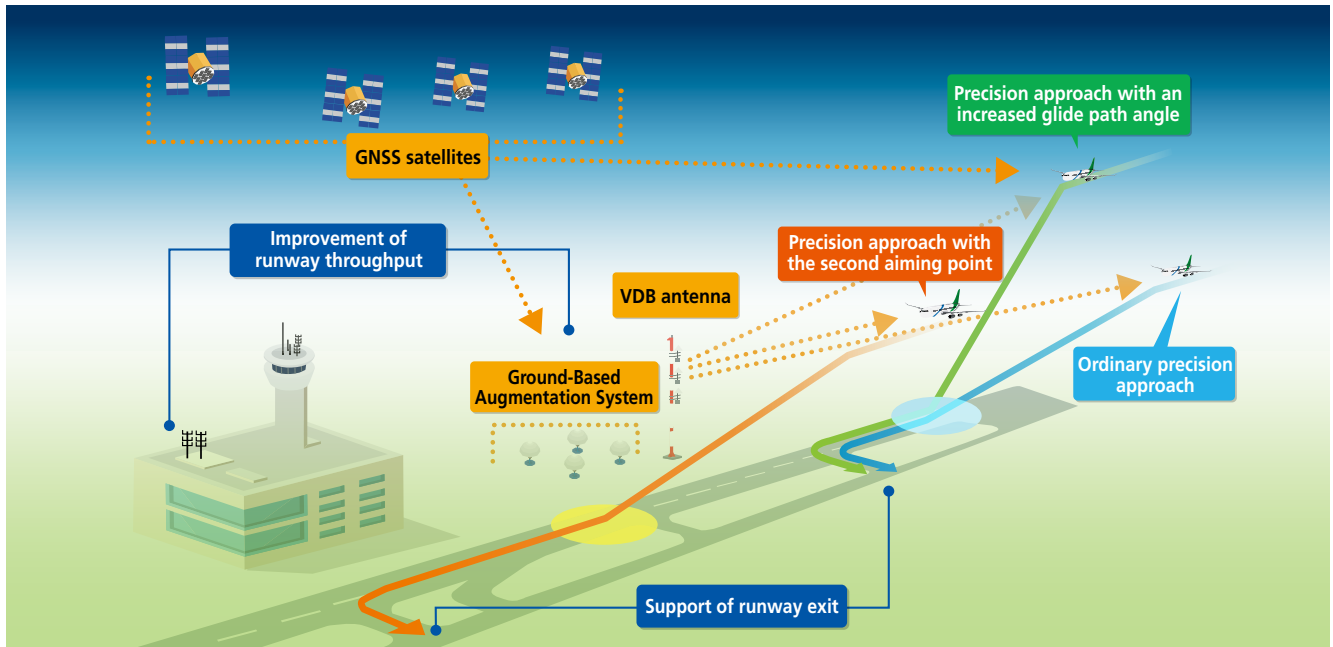 Precision approach with an
increased glide path angle
GNSS satellites
Improvement of
runway throughput
Precision approach with
the second aiming point
VDB antenna
Ordinary precision
approach
Ground-Based
Augmentation System
Support of runway exit